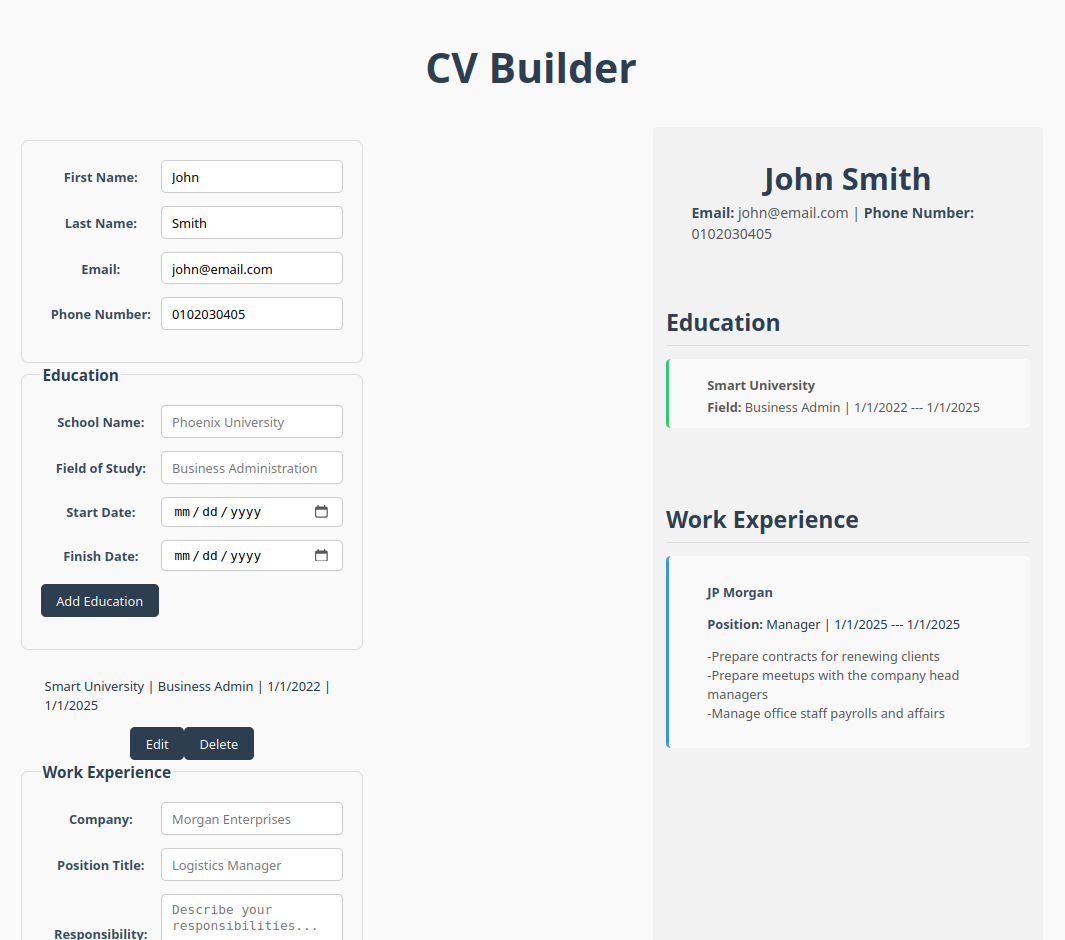 CV Builder
First Name:
John
Last Name:
Smith
Email:
john@email.com
Phone Number:
0102030405
Education
School Name:
Phoenix University
Field of Study:
Business Administration
Start Date:
mm/dd/yyyy
Finish Date:
mm/dd/yyyy
Add Education
Smart University | Business Admin | 1/1/2022 |
1/1/2025
Edit
Delete
Work Experience
Company:
Morgan Enterprises
Position Title:
Logistics Manager
Responsibility:
Describe your
responsibilities...
John Smith
Email: john@email.com | Phone Number:
0102030405
Education
Smart University
Field: Business Admin | 1/1/2022 --- 1/1/2025
Work Experience
JP Morgan
Position: Manager | 1/1/2025 --- 1/1/2025
-Prepare contracts for renewing clients
-Prepare meetups with the company head
managers
-Manage office staff payrolls and affairs